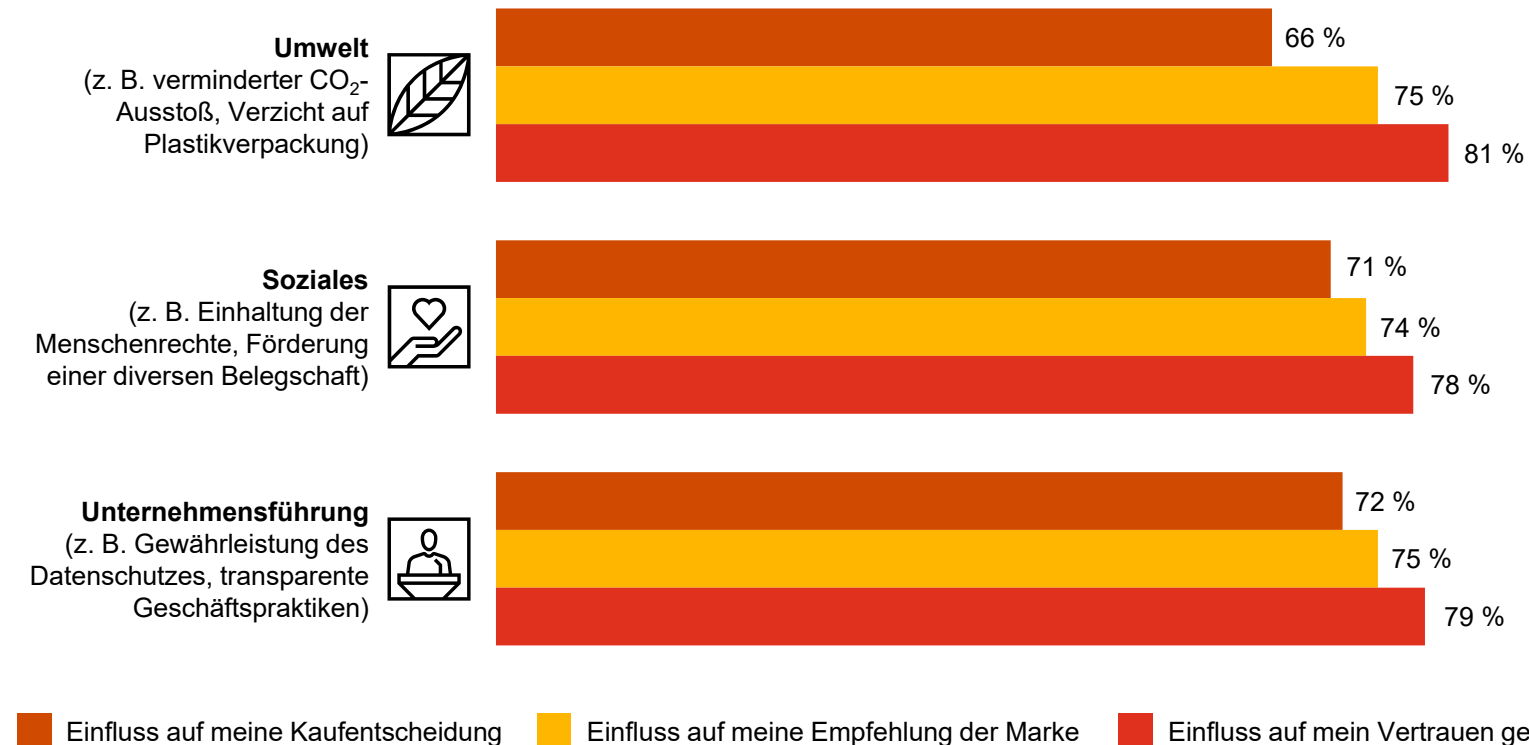 Umwelt
(z. B. verminderter CO₂-
Ausstoß, Verzicht auf
Plastikverpackung)
66 %
75 %
81 %
Soziales
(z. B. Einhaltung der
Menschenrechte, Förderung
einer diversen Belegschaft)
71 %
74 %
78 %
Unternehmensführung
(z. B. Gewährleistung des
Datenschutzes, transparente
Geschäftspraktiken)
72 %
75 %
79 %
Einfluss auf meine Kaufentscheidung
Einfluss auf meine Empfehlung der Marke
Einfluss auf mein Vertrauen ge